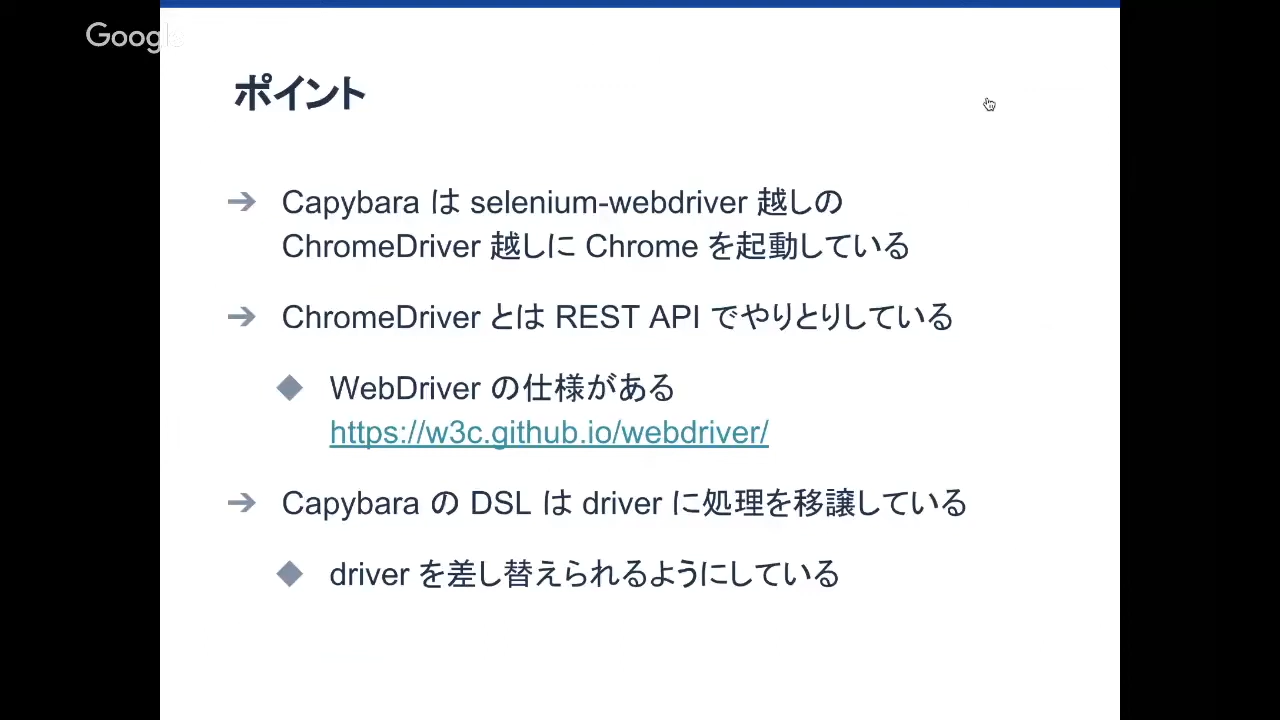 Google
ポイント
Capybara は selenium-webdriver 越しの
ChromeDriver 越しに Chrome を起動している
ChromeDriver とは REST API でやりとりしている
WebDriver の仕様がある
https://w3c.github.io/webdriver/
Capybara の DSL は driver に処理を移譲している
driver を差し替えられるようにしている